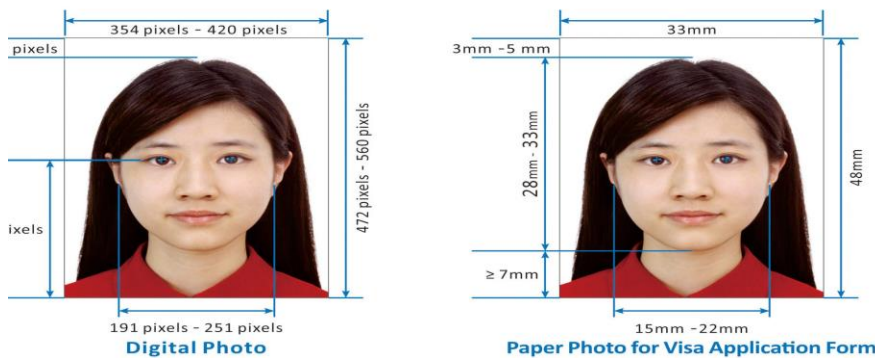 354 pixels - 420 pixels
pixels
472 pixels - 560 pixels
ixels
191 pixels - 251 pixels
Digital Photo
33mm
3mm -5 mm
28mm - 33mm
48mm
≥ 7mm
15mm -22mm
Paper Photo for Visa Application Form